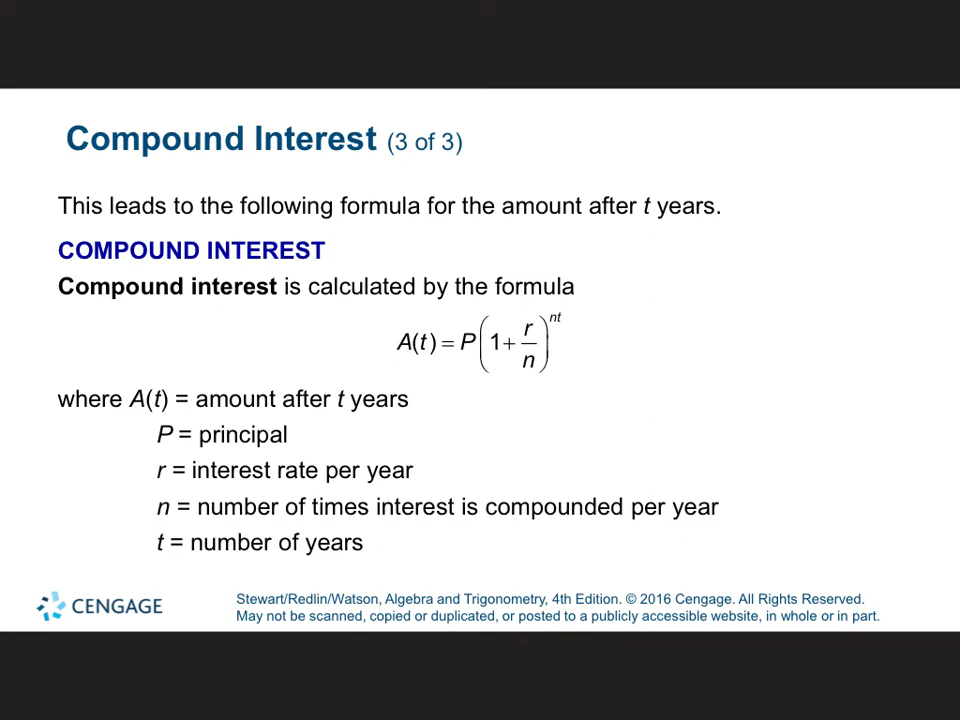 Compound Interest (3 of 3)
This leads to the following formula for the amount after t years.
COMPOUND INTEREST
Compound interest is calculated by the formula
A(t) = P(1 + r/n)^nt
where A(t) = amount after t years
P = principal
r = interest rate per year
n = number of times interest is compounded per year
t = number of years
CENGAGE
Stewart/Redlin/Watson, Algebra and Trigonometry, 4th Edition. © 2016 Cengage. All Rights Reserved.
May not be scanned, copied or duplicated, or posted to a publicly accessible website, in whole or in part.